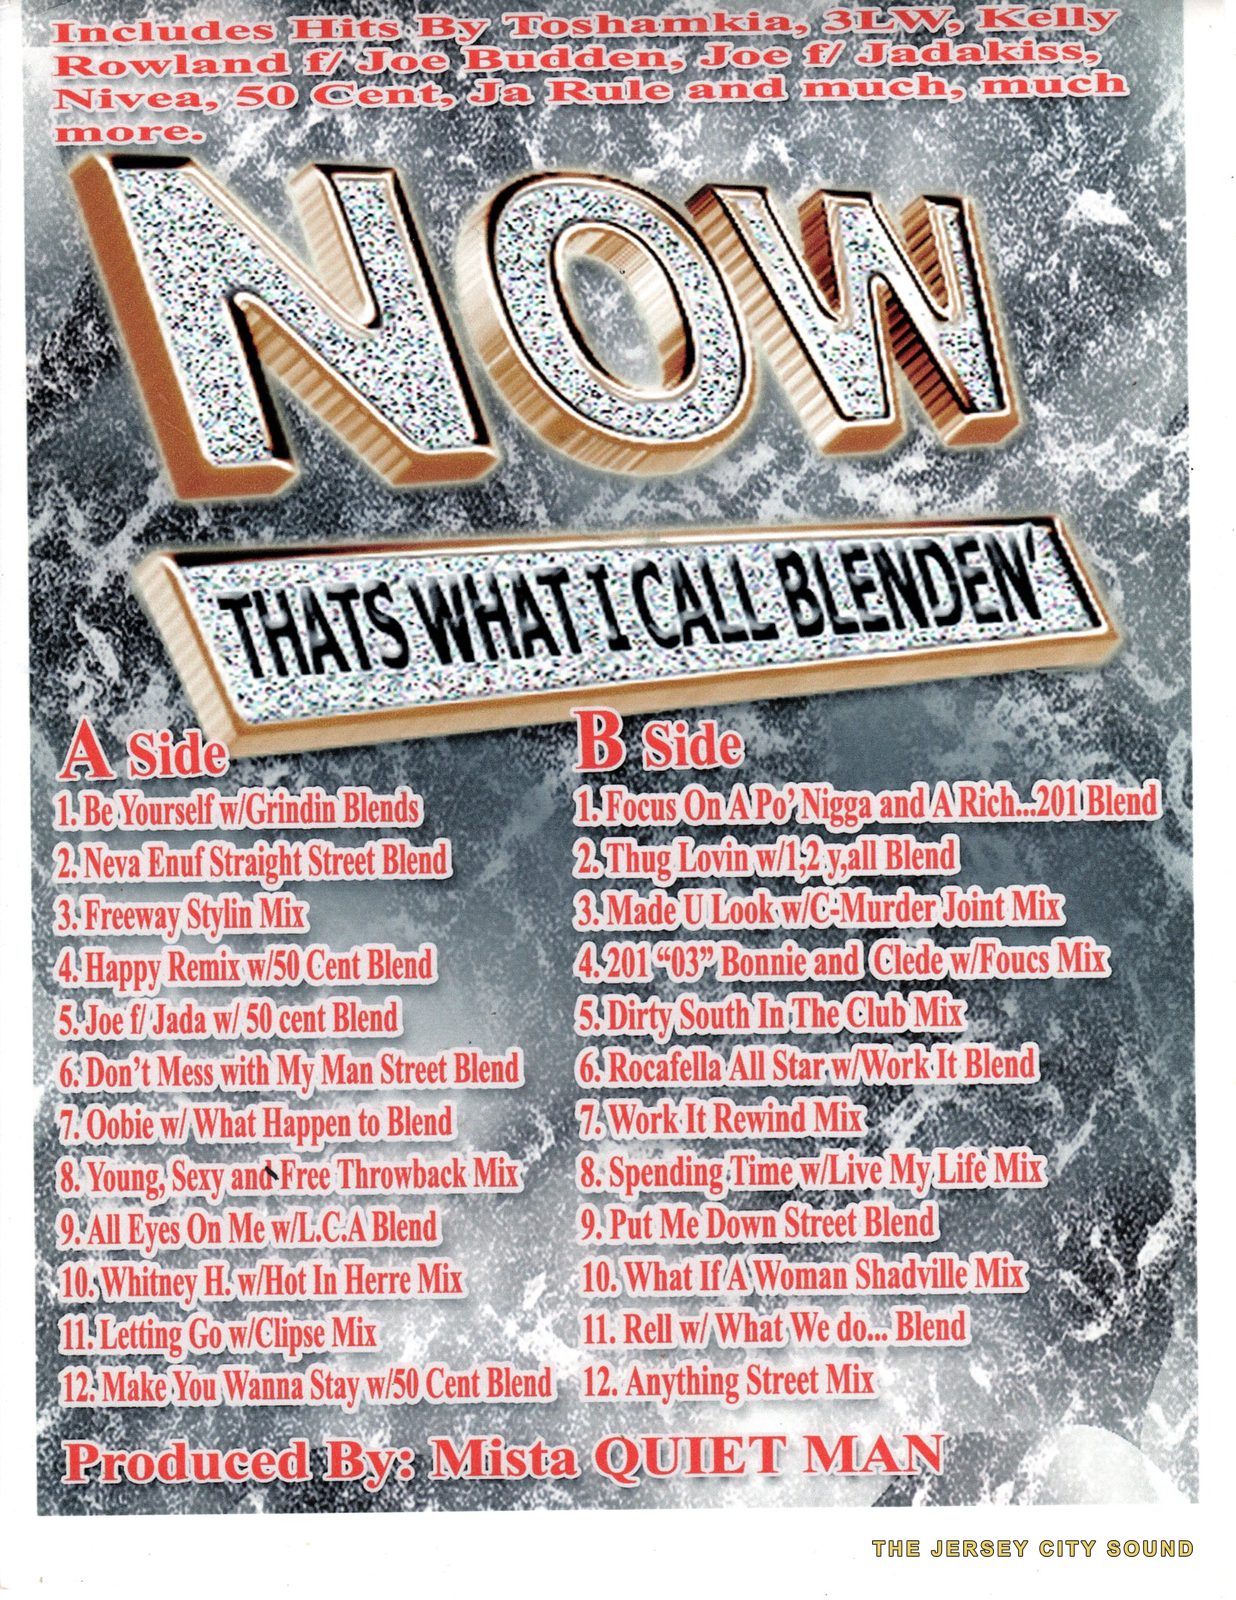 Includes Hits By Toshamkia, 3LW, Kelly
Rowland f/ Joe Budden, Joe f/ Jadakiss,
Nivea, 50 Cent, Ja Rule and much, much
more.
NOW
THATS WHAT I CALL BLENDEN'
A Side
1. Be Yourself w/Grindin Blends
2. Neva Enuf Straight Street Blend
3. Freeway Stylin Mix
4. Happy Remix w/50 Cent Blend
5. Joe f/ Jada w/ 50 cent Blend
6. Don't Mess with My Man Street Blend
7. Oobie w/ What Happen to Blend
8. Young, Sexy and Free Throwback Mix
9. All Eyes On Me w/L.C.A Blend
10. Whitney H. w/Hot In Herre Mix
11. Letting Go w/Clipse Mix
12. Make You Wanna Stay w/50 Cent Blend
B Side
1. Focus On A Po' Nigga and A Rich...201 Blend
2. Thug Lovin w/1,2 y,all Blend
3. Made U Look w/C-Murder Joint Mix
4. 201 "03" Bonnie and Clede w/Foucs Mix
5. Dirty South In The Club Mix
6. Rocafella All Star w/Work It Blend
7. Work It Rewind Mix
8. Spending Time w/Live My Life Mix
9. Put Me Down Street Blend
10. What If A Woman Shadville Mix
11. Rell w/ What We do... Blend
12. Anything Street Mix
Produced By: Mista QUIET MAN
THE JERSEY CITY SOUND